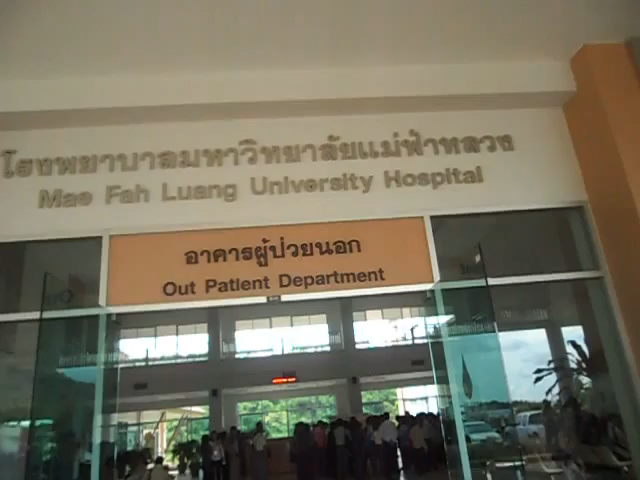 โรงพยาบาลมหาวิทยาลัยแม่ฟ้าหลวง
Mae Fah Luang University Hospital
อาคารผู้ป่วยนอก
Out Patient Department